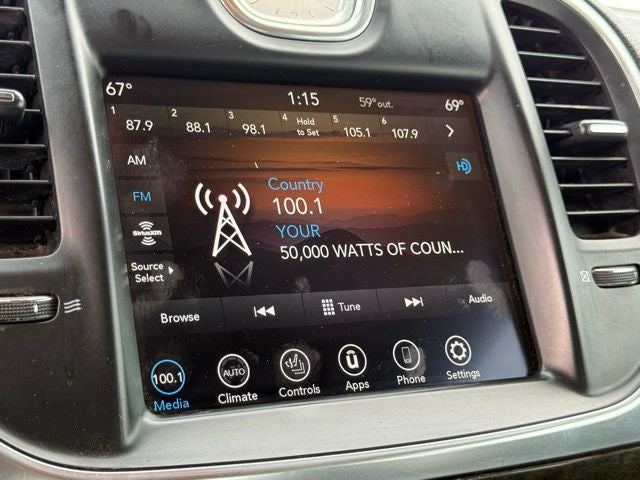 67° 1:15 59° out. 69°
1 87.9 2 88.1 3 98.1 4 Hold to Set 5 105.1 6 107.9
AM
HD
FM
Country
100.1
YOUR
50,000 WATTS OF COUN...
SiriusXM
Source
Select
Browse Tune Audio
100.1 AUTO ū
Media Climate Controls Apps Phone Settings